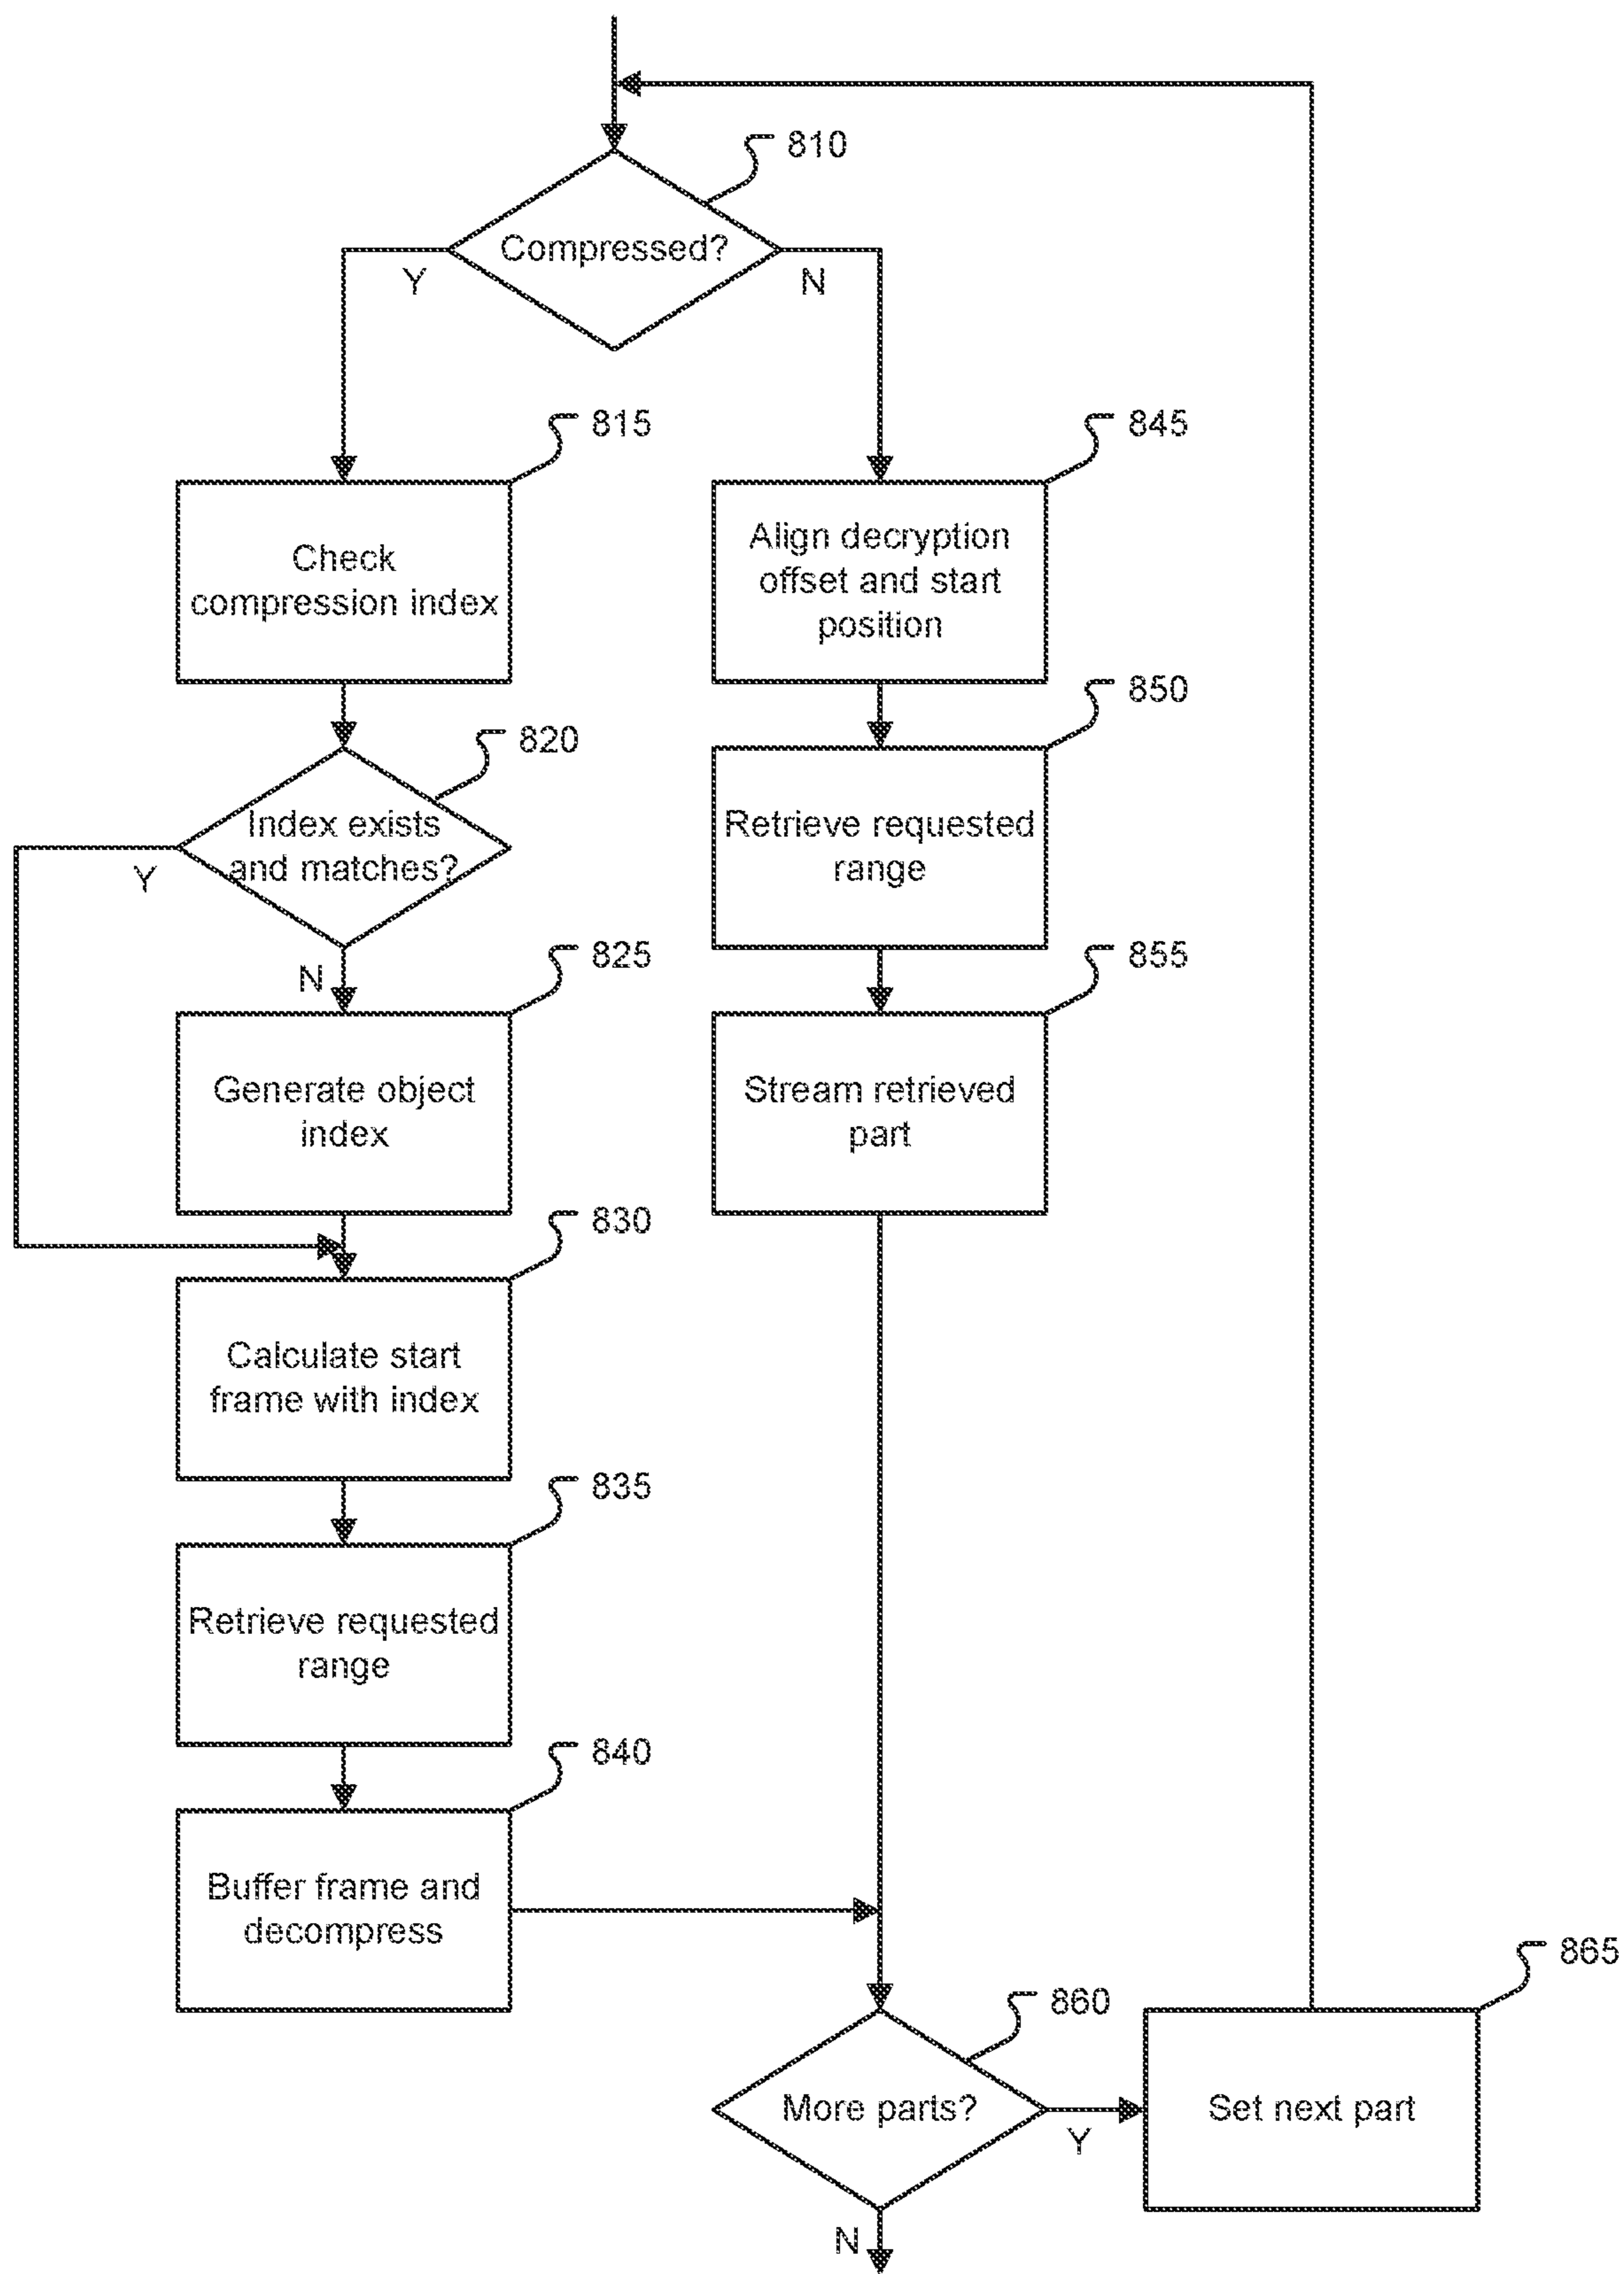 810
Compressed?
Y
N
815
845
Check
compression index
Align decryption
offset and start
position
820
850
Index exists
and matches?
Y
N
Retrieve requested
range
825
855
Generate object
index
Stream retrieved
part
830
Calculate start
frame with index
835
Retrieve requested
range
840
Buffer frame and
decompress
860
865
More parts?
Y
N
Set next part